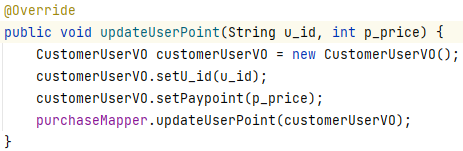 @Override
public void updateUserPoint(String u_id, int p_price) {
    CustomerUserVO customerUserVO = new CustomerUserVO();
    customerUserVO.setU_id(u_id);
    customerUserVO.setPaypoint(p_price);
    purchaseMapper.updateUserPoint(customerUserVO);
}